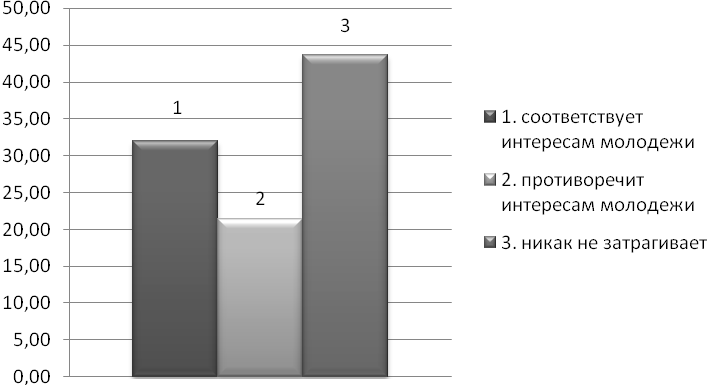 50,00
45,00
40,00
35,00
30,00
25,00
20,00
15,00
10,00
5,00
0,00
1
2
3
1. соответствует
интересам молодежи
2. противоречит
интересам молодежи
3. никак не затрагивает